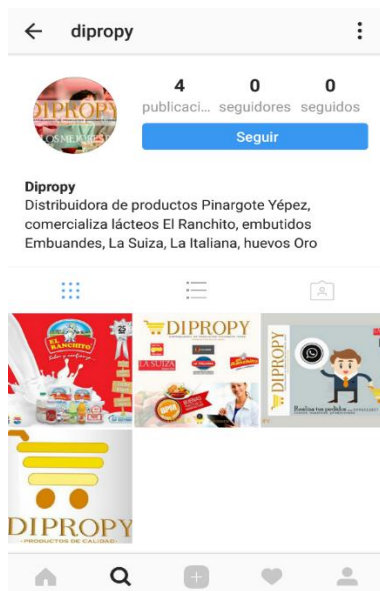 dipropy
DIPROPY
4 0 0
publicaci... seguidores seguidos
Seguir
Dipropy
Distribuidora de productos Pinargote Yépez,
comercializa lácteos El Ranchito, embutidos
Embuandes, La Suiza, La Italiana, huevos Oro
EL
RANCHITO
25
DIPROPY
LA SUIZA
DIPROPY
Realiza tus pedidos
DIPROPY
-PRODUCTOS DE CALIDAD-